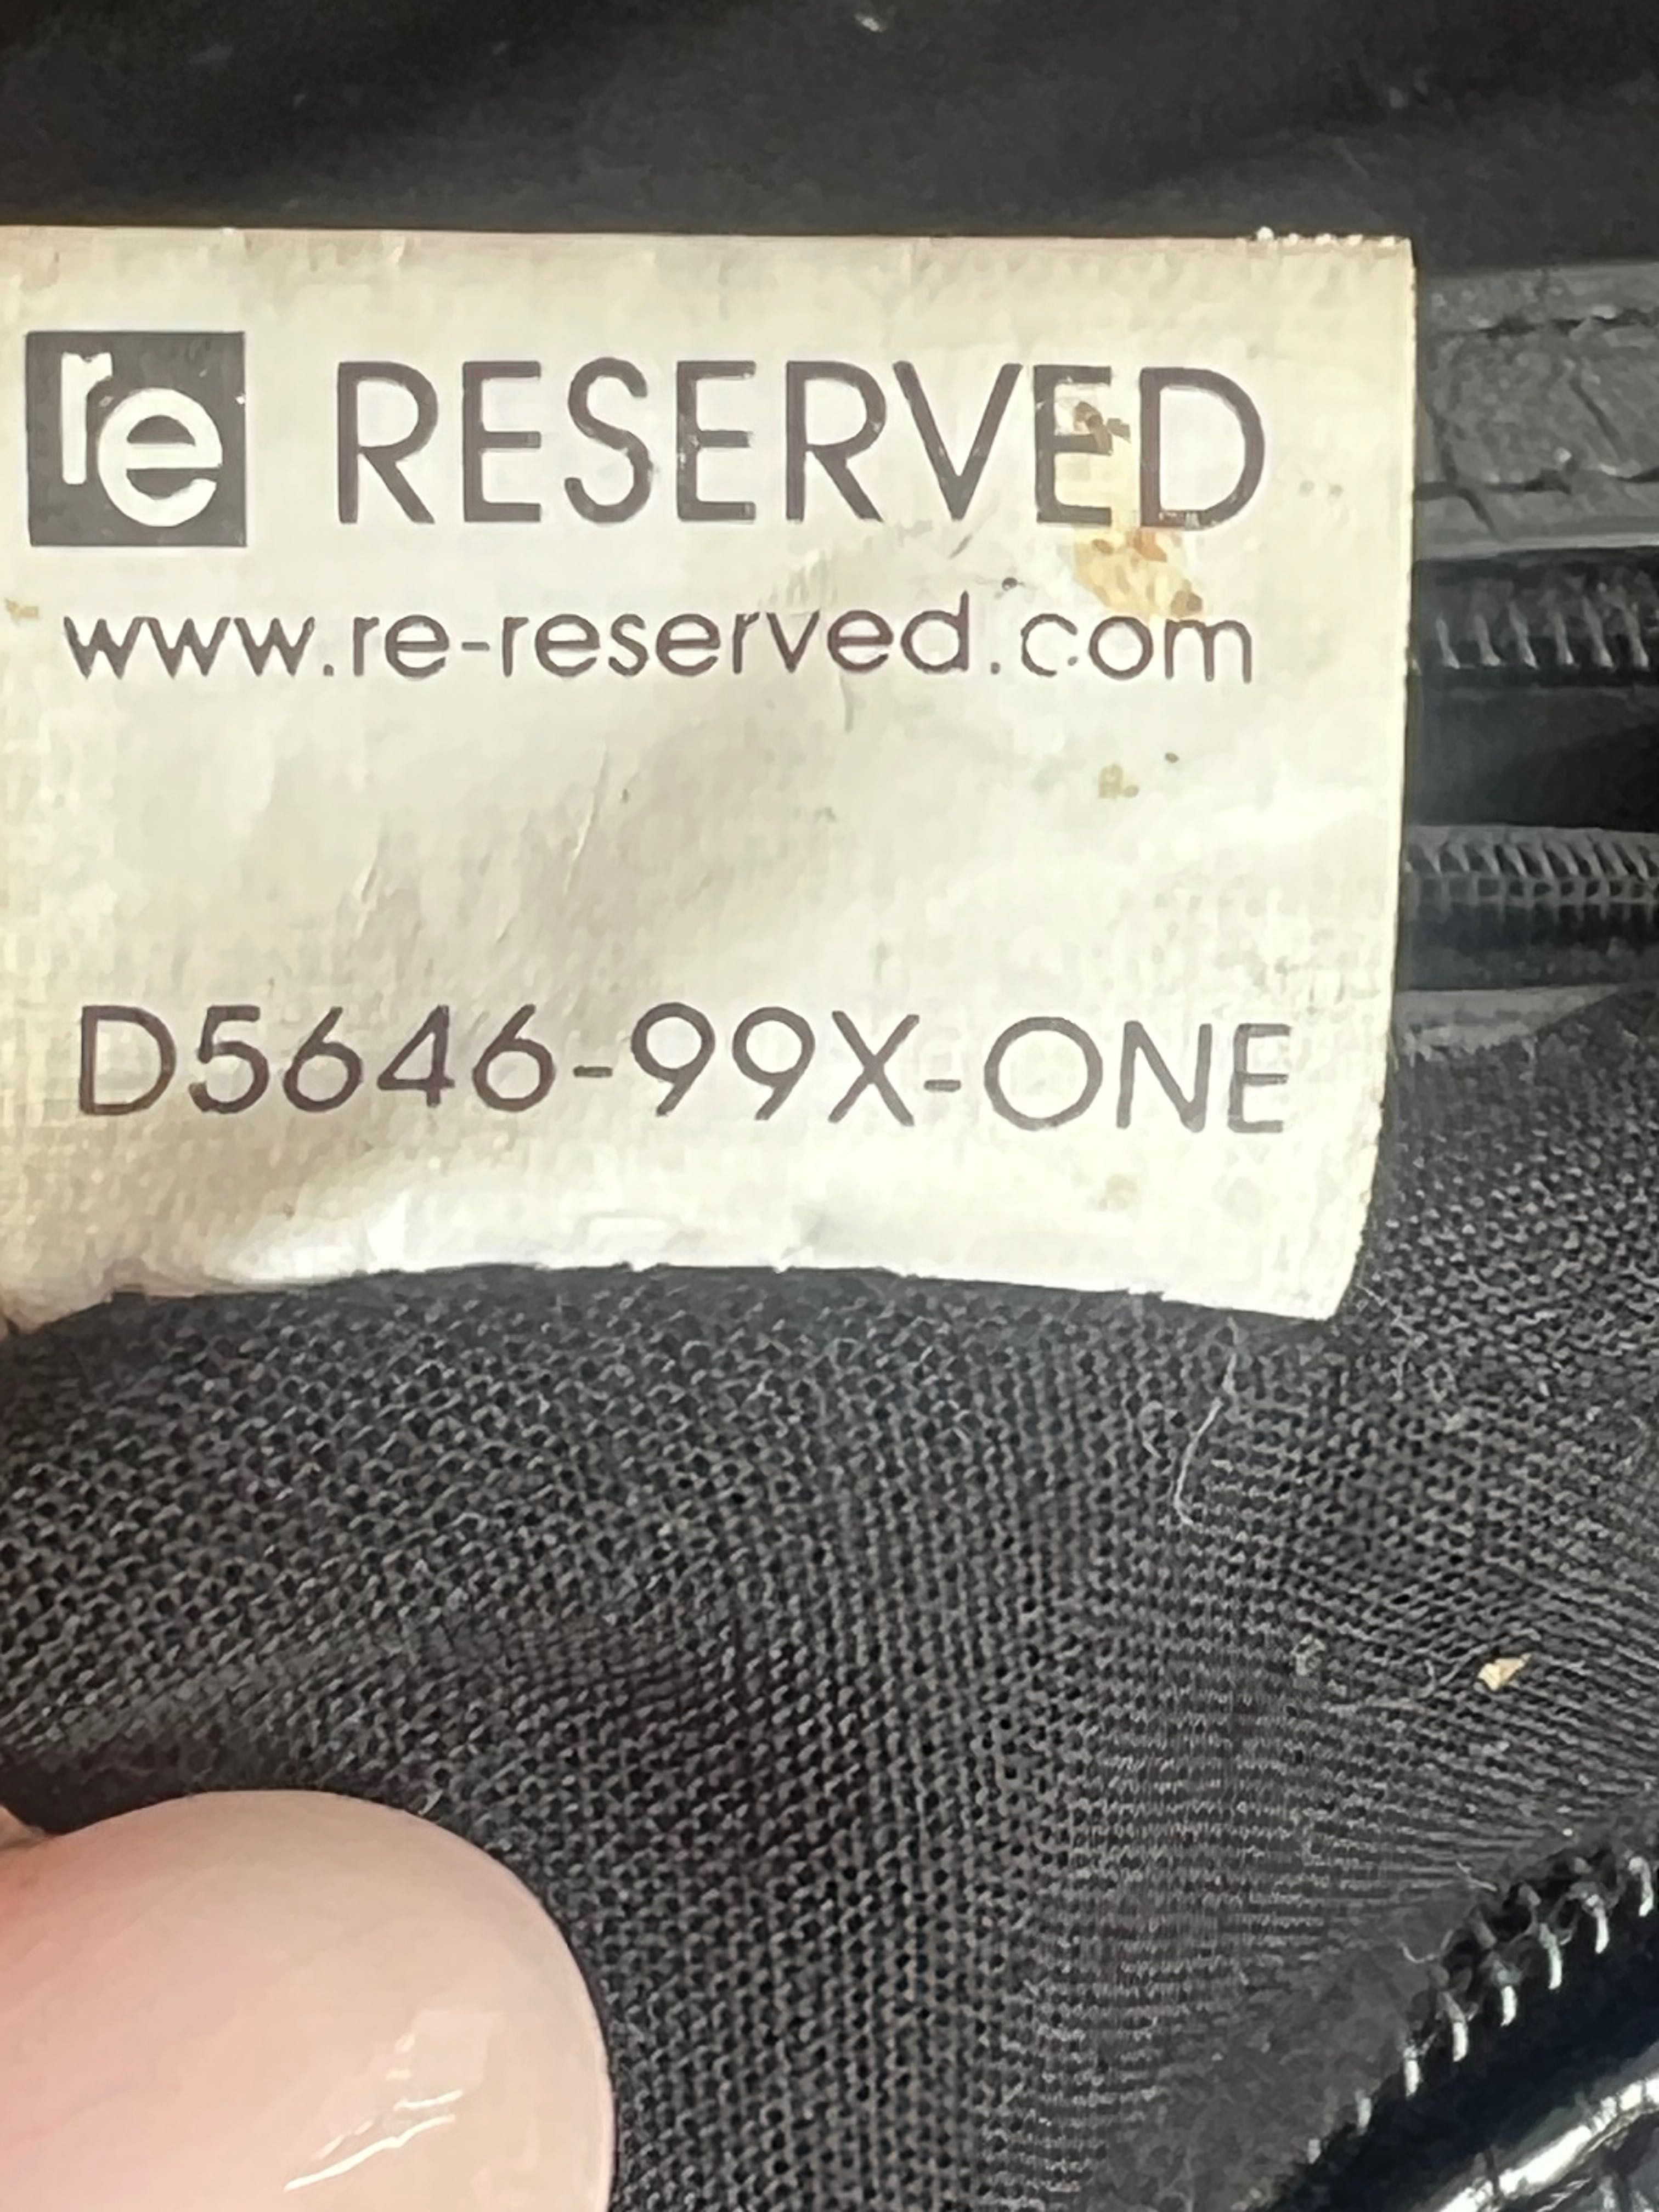 re RESERVED
www.re-reserved.com
D5646-99X-ONE